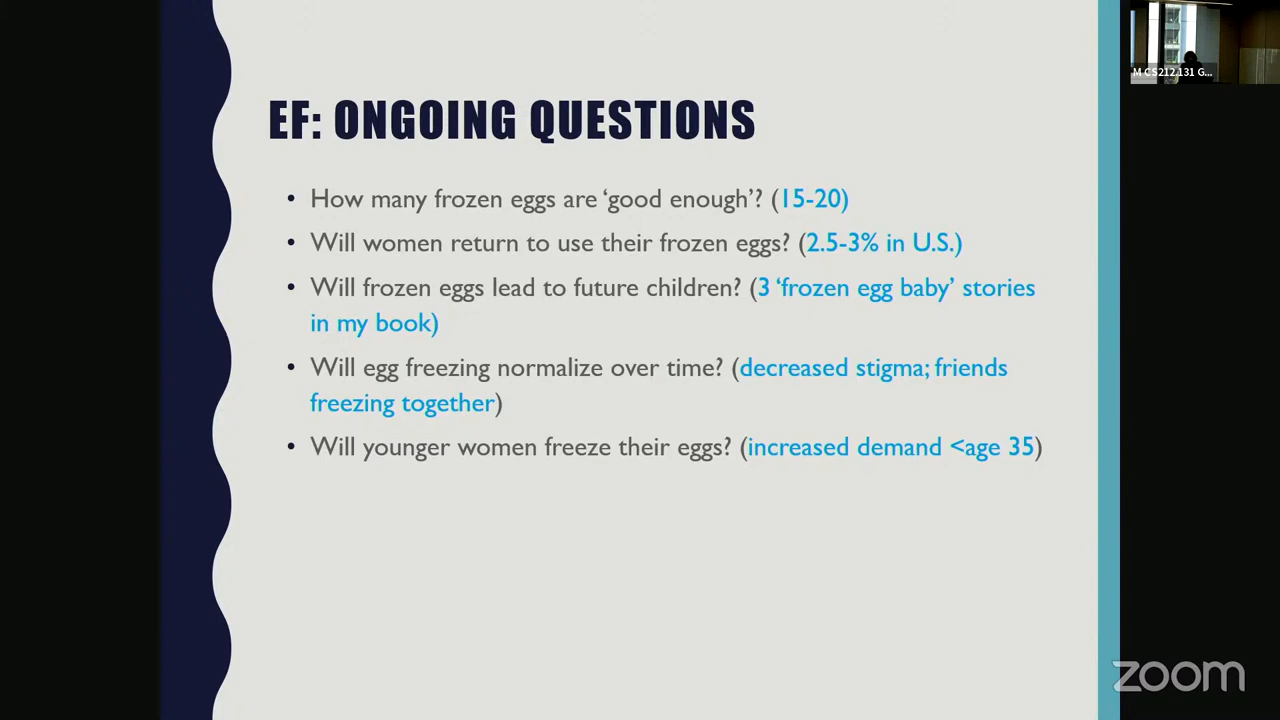 M CS212.131 G...
EF: ONGOING QUESTIONS
• How many frozen eggs are ‘good enough’? (15-20)
• Will women return to use their frozen eggs? (2.5-3% in U.S.)
• Will frozen eggs lead to future children? (3 ‘frozen egg baby’ stories
in my book)
• Will egg freezing normalize over time? (decreased stigma; friends
freezing together)
• Will younger women freeze their eggs? (increased demand <age 35)
zoom